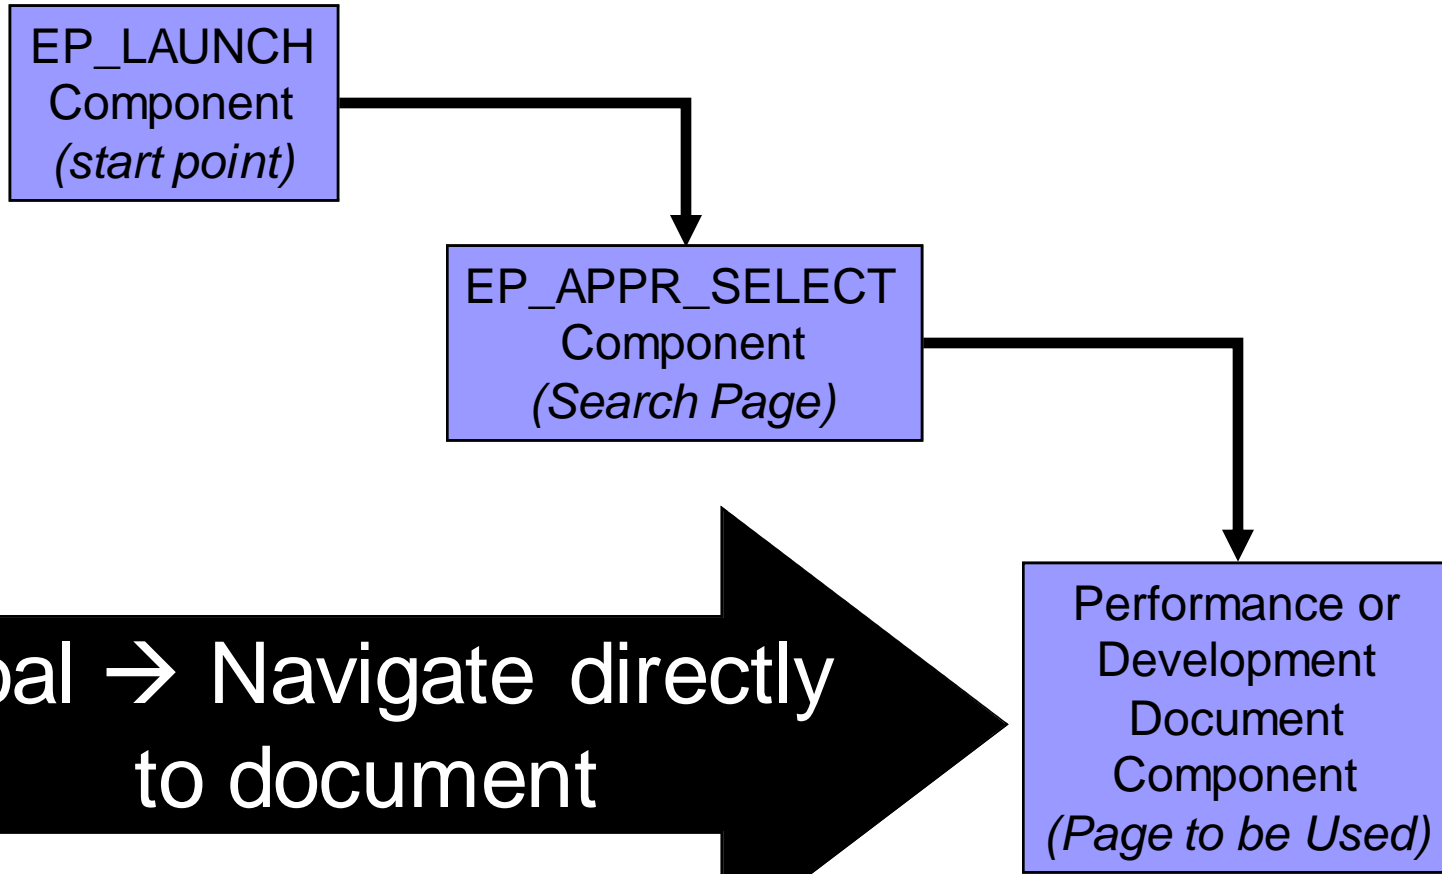 EP_LAUNCH
Component
(start point)
EP_APPR_SELECT
Component
(Search Page)
Performance or
Development
Document
Component
(Page to be Used)
oal → Navigate directly
to document